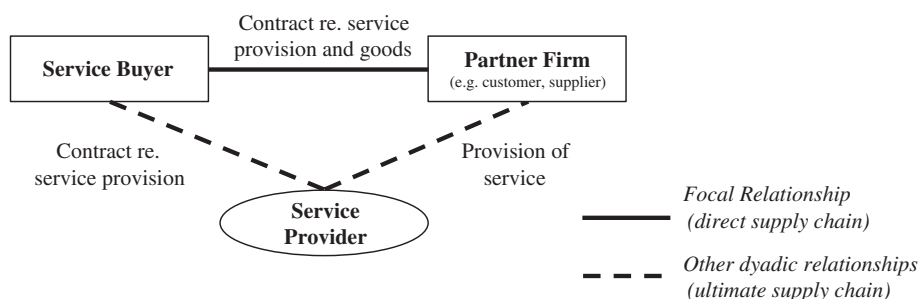 Contract re. service
provision and goods
Service Buyer
Partner Firm
(e.g. customer, supplier)
Contract re.
service provision
Provision of
service
Service
Provider
Focal Relationship
(direct supply chain)
Other dyadic relationships
(ultimate supply chain)